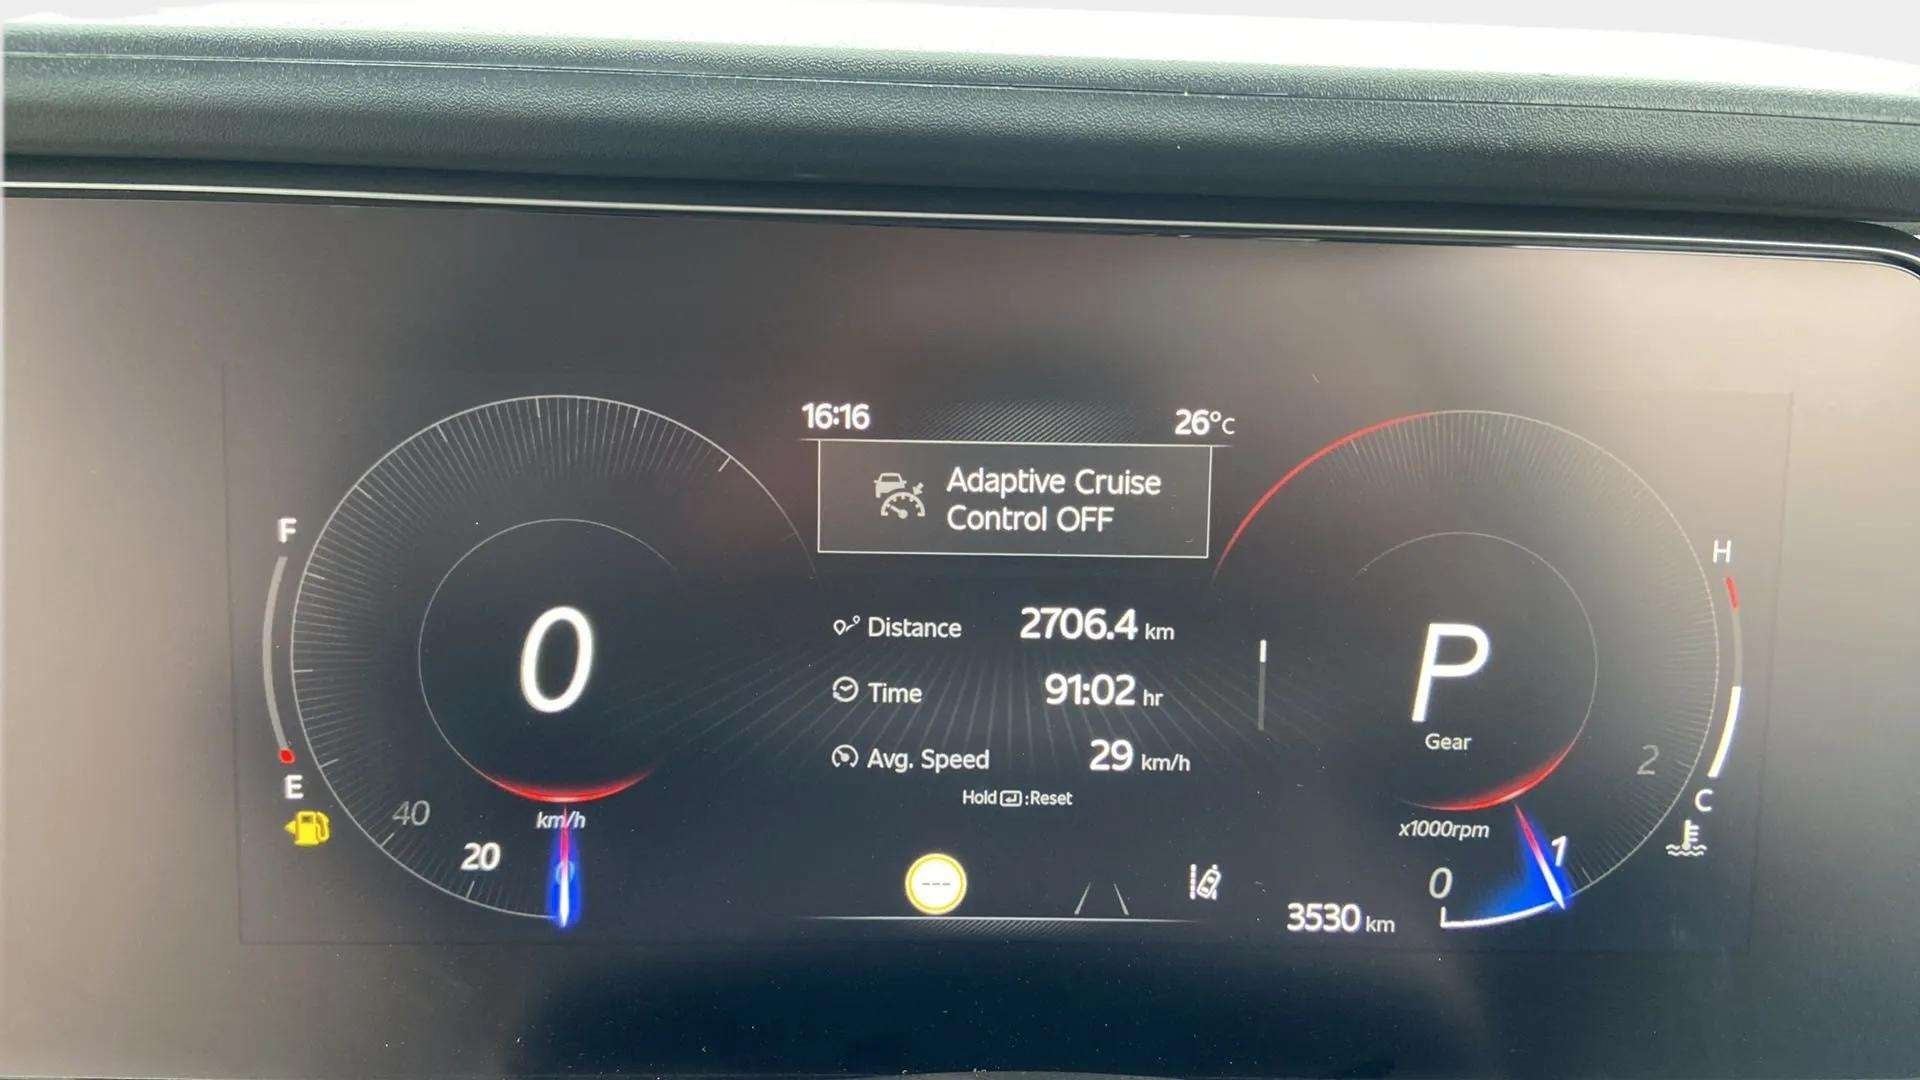 16:16
26°C
Adaptive Cruise
Control OFF
F
H
Distance 2706.4 km
0
P
Time 91:02 hr
Gear
Avg. Speed 29 km/h
2
E
Hold :Reset
C
40
km/h
x1000rpm
20
1
---
0
3530 km